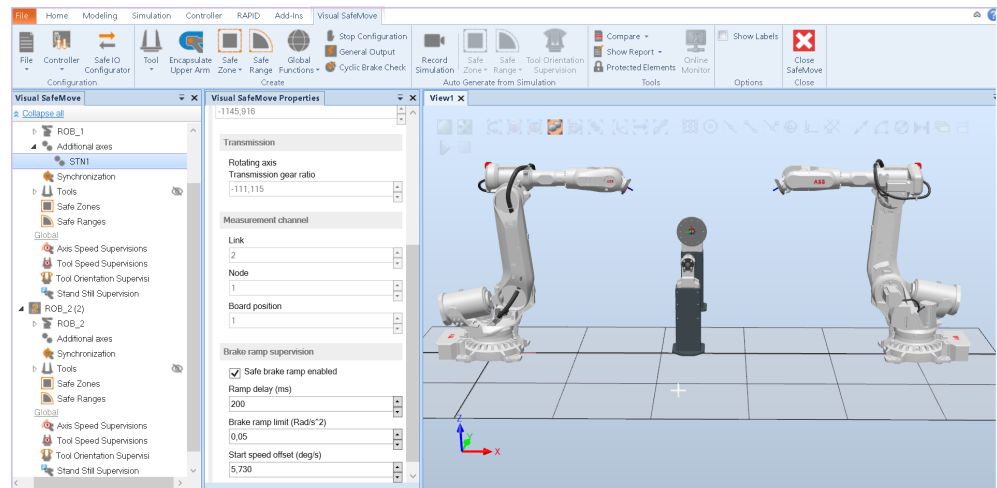 File Home Modeling Simulation Controller RAPID Add-Ins Visual SafeMove
File Controller Safe IO Configurator Tool Encapsulate Upper Arm Safe Zone Safe Range Global Functions
Stop Configuration
General Output
Cyclic Brake Check
Record Simulation Safe Zone Safe Range Tool Orientation Supervision
Compare
Show Report
Protected Elements
Online Monitor
Show Labels
Close SafeMove
Configuration Create Auto Generate from Simulation Tools Options Close
Visual SafeMove
Collapse all
ROB_1
Additional axes
STN1
Synchronization
Tools
Safe Zones
Safe Ranges
Global
Axis Speed Supervisions
Tool Speed Supervisions
Tool Orientation Supervisi
Stand Still Supervision
ROB_2 (2)
ROB_2
Additional axes
Synchronization
Tools
Safe Zones
Safe Ranges
Global
Axis Speed Supervisions
Tool Speed Supervisions
Tool Orientation Supervisi
Stand Still Supervision
Visual SafeMove Properties
-1145,916
Transmission
Rotating axis
Transmission gear ratio
-111,115
Measurement channel
Link
2
Node
1
Board position
1
Brake ramp supervision
Safe brake ramp enabled
Ramp delay (ms)
200
Brake ramp limit (Rad/s^2)
0,05
Start speed offset (deg/s)
5,730
View1
ABB
ABB
Z
Y
X